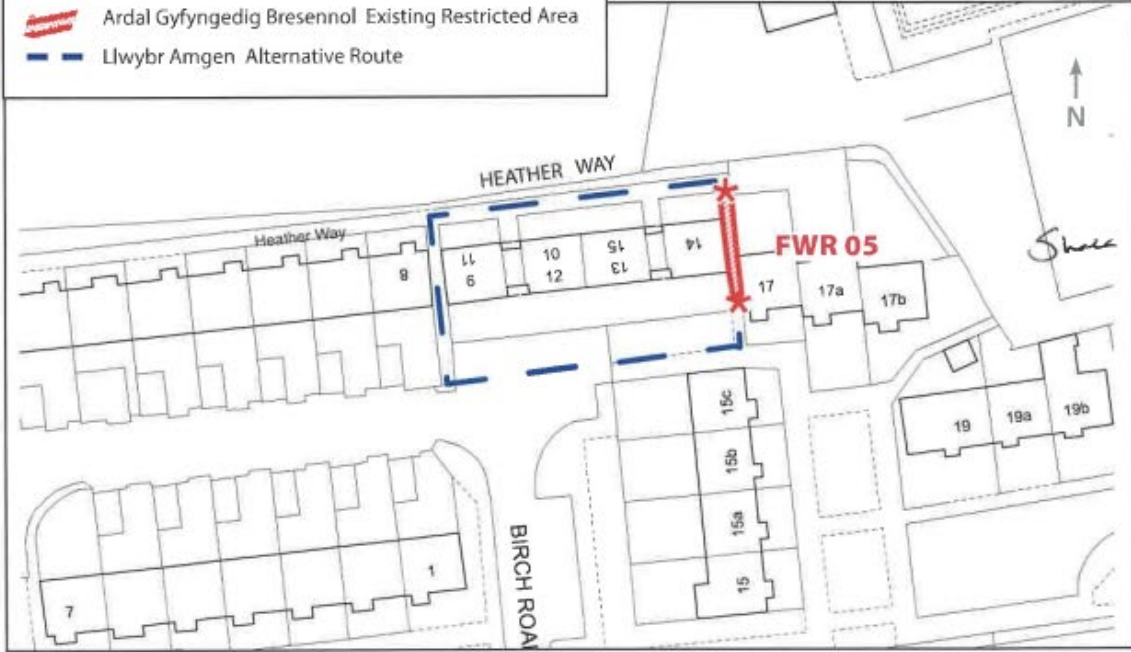 Ardal Gyfyngedig Bresennol Existing Restricted Area
Llwybr Amgen Alternative Route
N
HEATHER WAY
Heather Way
FWR 05
8
11
9
10
12
15
13
14
17
17a
17b
15c
15b
15a
15
19
19a
19b
BIRCH ROA
1
7